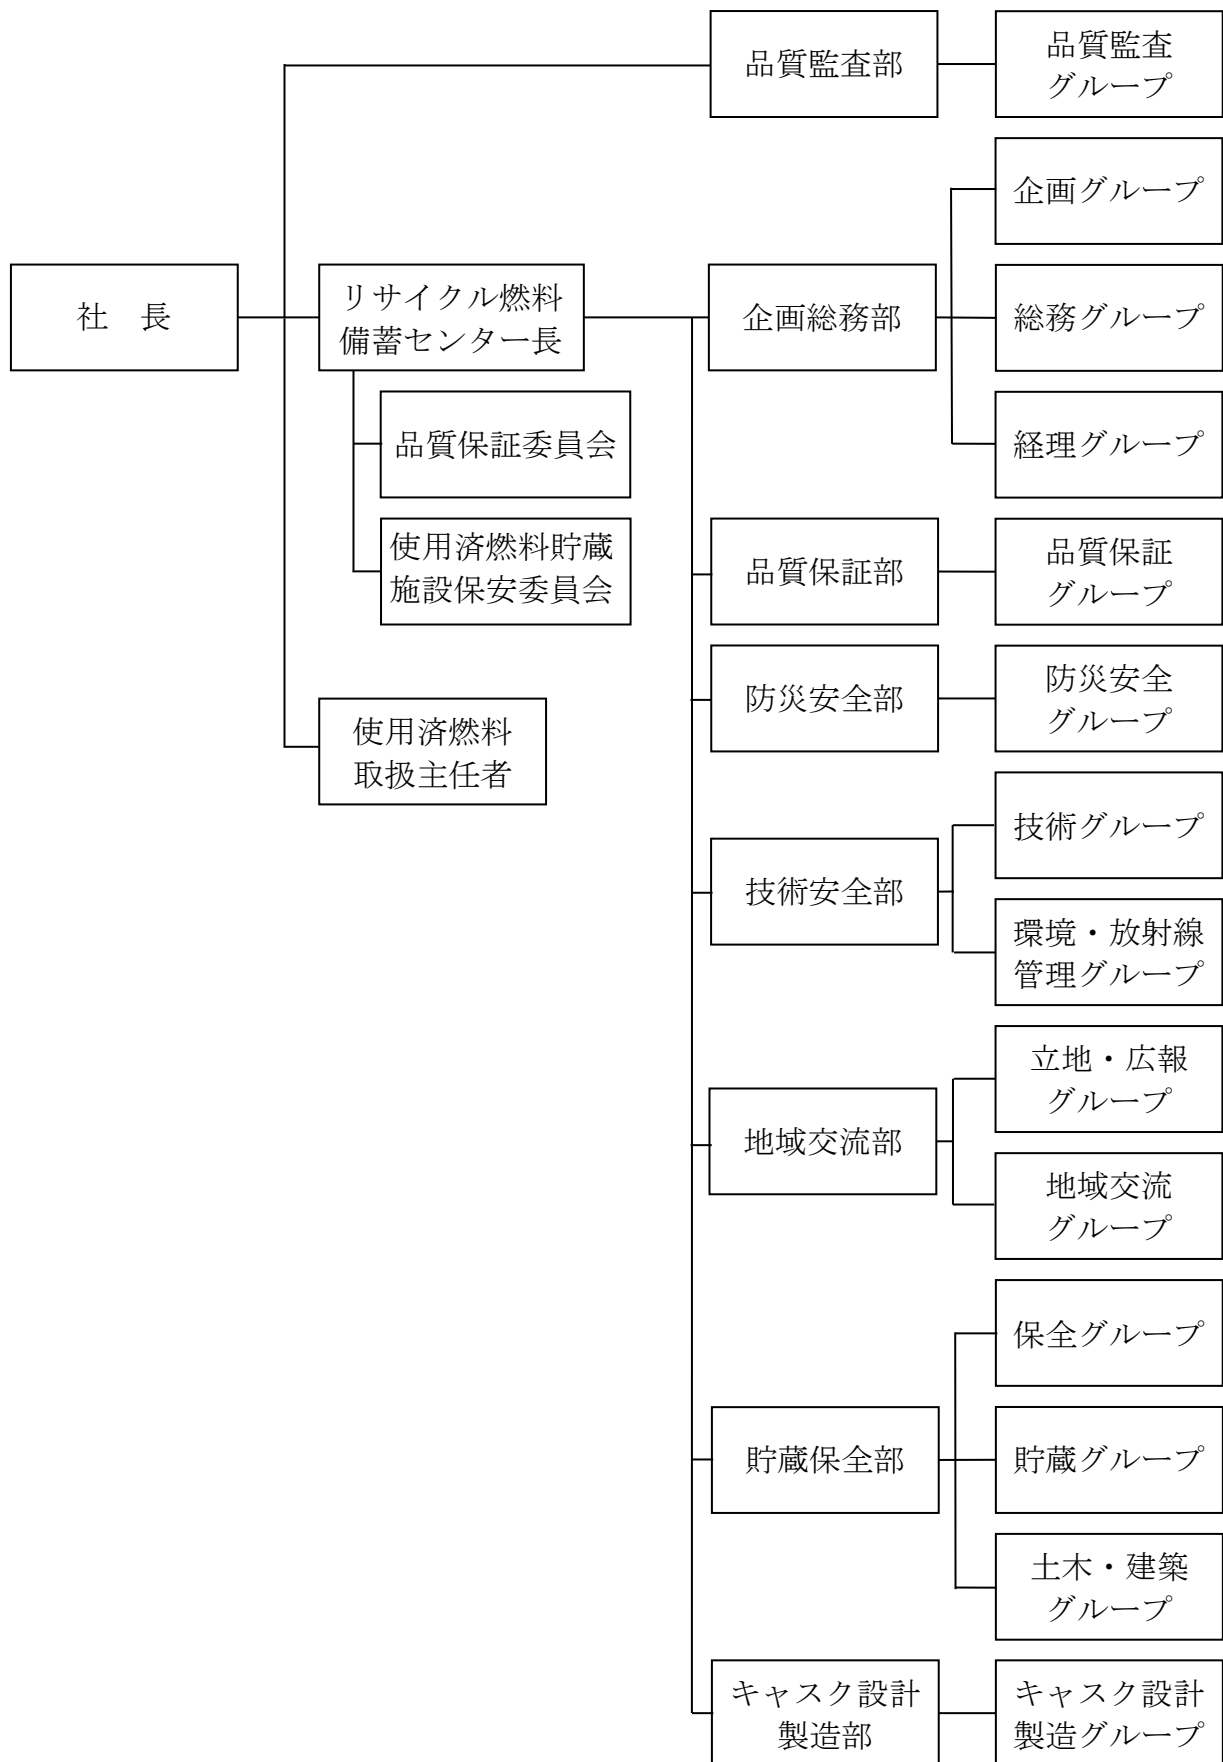 品質監査部
品質監査
グループ
企画グループ
社　長
リサイクル燃料
備蓄センター長
企画総務部
総務グループ
品質保証委員会
経理グループ
使用済燃料貯蔵
施設保安委員会
品質保証部
品質保証
グループ
防災安全部
防災安全
グループ
使用済燃料
取扱主任者
技術グループ
技術安全部
環境・放射線
管理グループ
立地・広報
グループ
地域交流部
地域交流
グループ
保全グループ
貯蔵保全部
貯蔵グループ
土木・建築
グループ
キャスク設計
製造部
キャスク設計
製造グループ